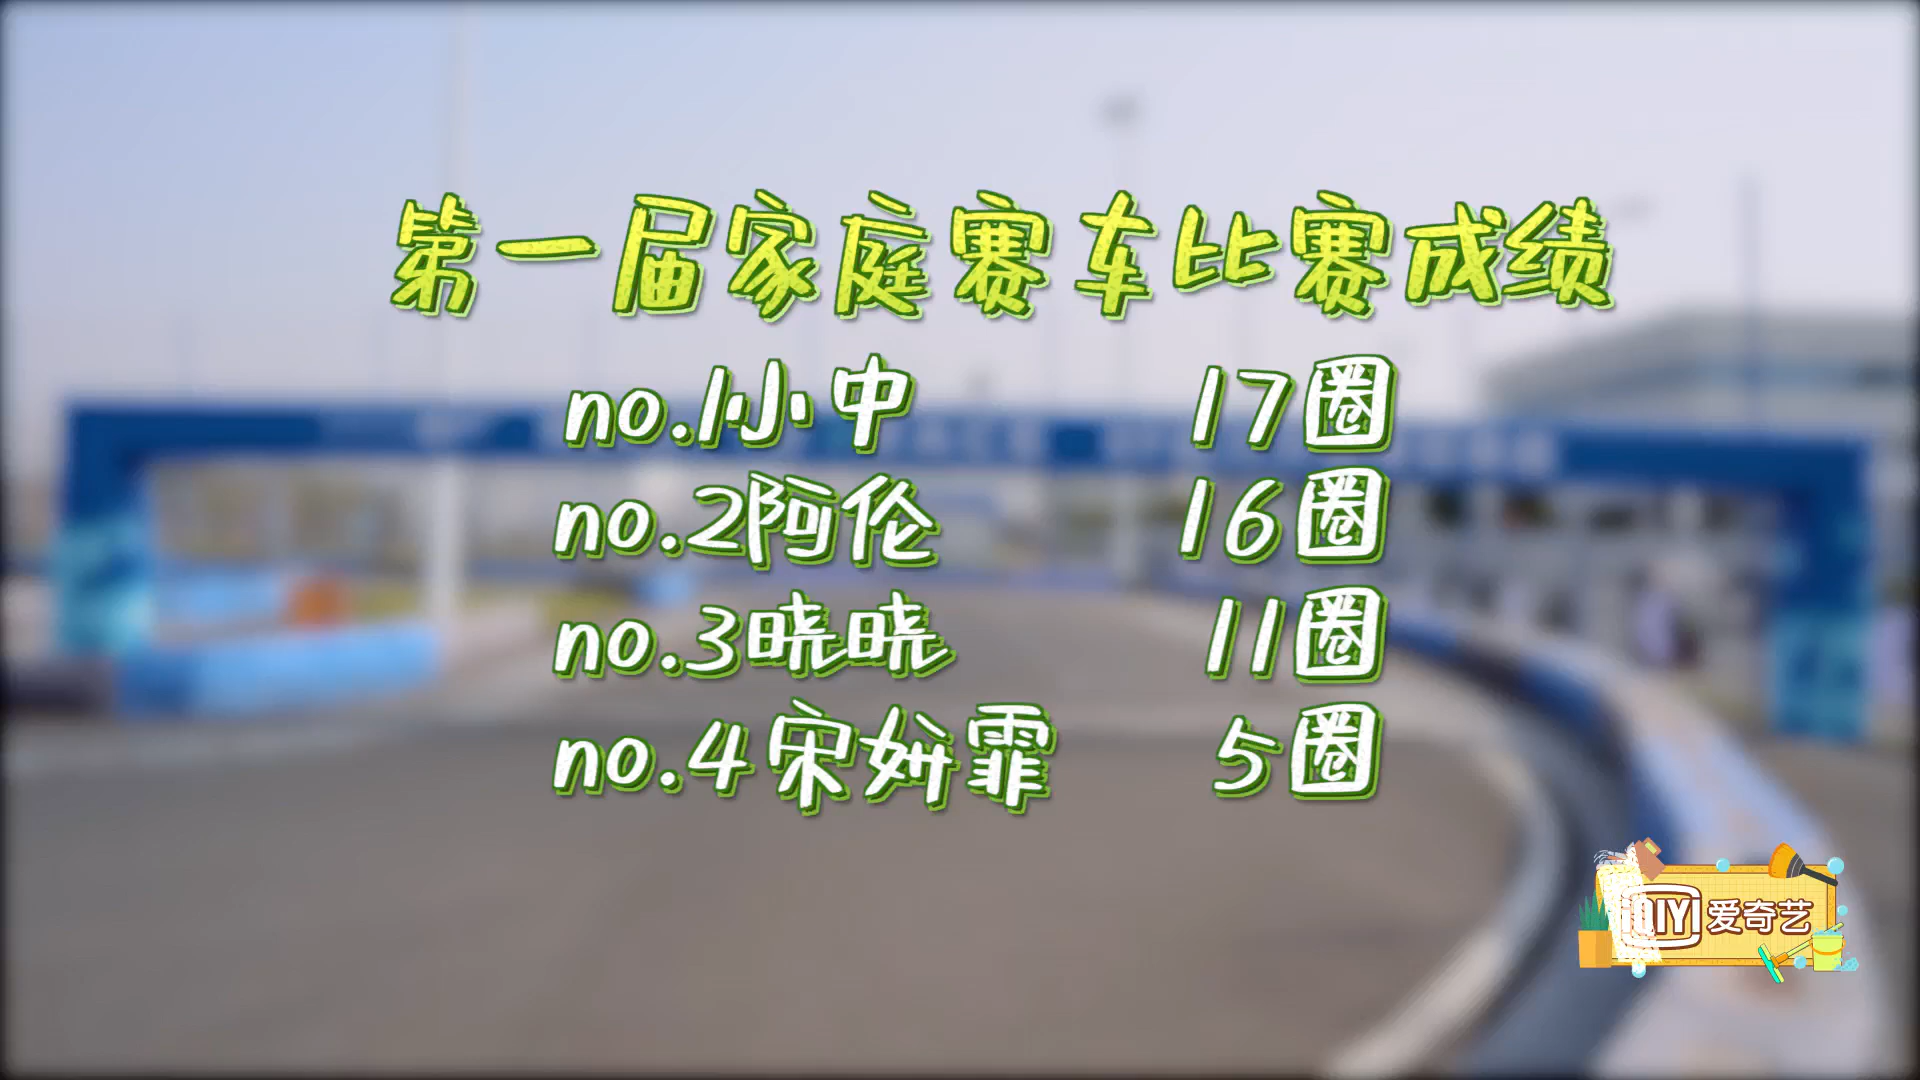 第一届家庭赛车比赛成绩
no.1小中 17圈
no.2阿伦 16圈
no.3晓晓 11圈
no.4宋妍霏 5圈
iQIYI 爱奇艺